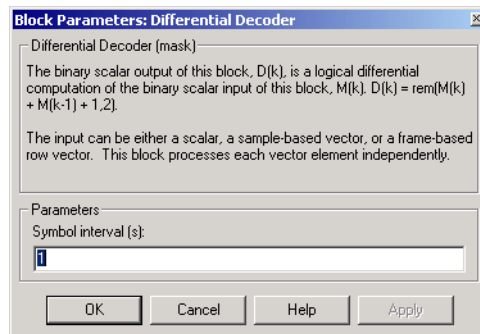 Block Parameters: Differential Decoder
Differential Decoder (mask)
The binary scalar output of this block, D(k), is a logical differential
computation of the binary scalar input of this block, M(k). D(k) = rem(M(k)
+ M(k-1) + 1,2).
The input can be either a scalar, a sample-based vector, or a frame-based
row vector. This block processes each vector element independently.
Parameters
Symbol interval (s):
1
OK Cancel Help Apply